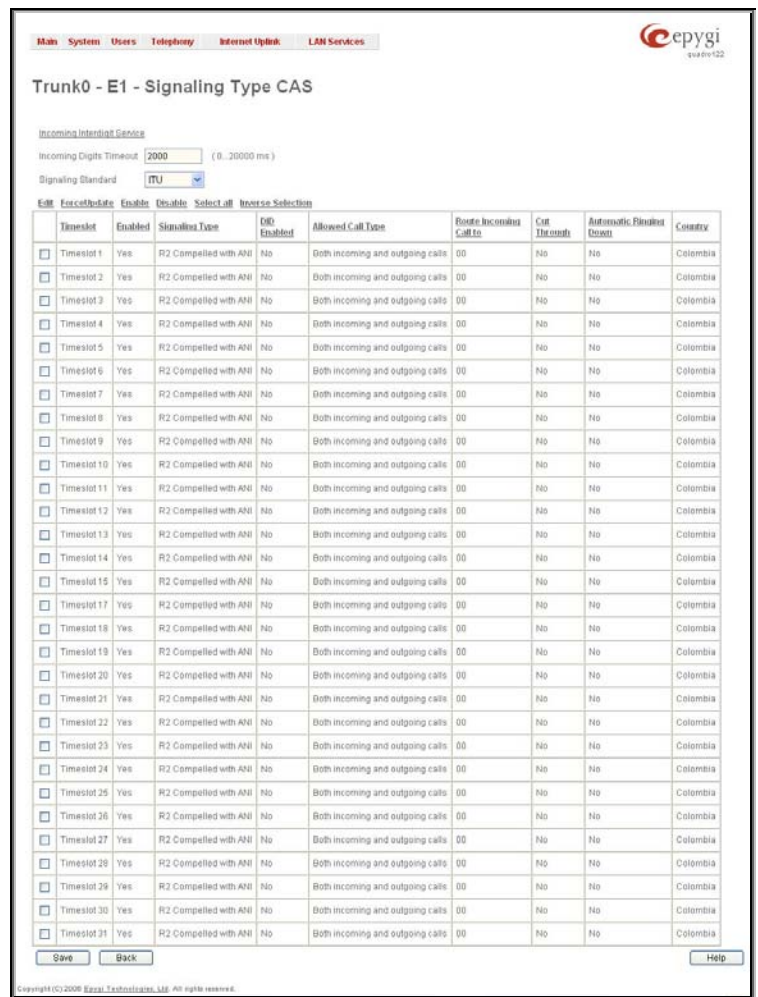 Main System Users Telephony Internet Uplink LAN Services
epygi
quadro122
Trunk0 - E1 - Signaling Type CAS
Incoming Interdigit Service
Incoming Digits Timeout 2000 ( 0..20000 ms )
Signaling Standard ITU
Edit ForceUpdate Enable Disable Select all Inverse Selection
Timeslot Enabled Signaling Type DID Enabled Allowed Call Type Route Incoming Call to Cut Through Automatic Ringing Down Country
Timeslot 1 Yes R2 Compelled with ANI No Both incoming and outgoing calls 00 No No Colombia
Timeslot 2 Yes R2 Compelled with ANI No Both incoming and outgoing calls 00 No No Colombia
Timeslot 3 Yes R2 Compelled with ANI No Both incoming and outgoing calls 00 No No Colombia
Timeslot 4 Yes R2 Compelled with ANI No Both incoming and outgoing calls 00 No No Colombia
Timeslot 5 Yes R2 Compelled with ANI No Both incoming and outgoing calls 00 No No Colombia
Timeslot 6 Yes R2 Compelled with ANI No Both incoming and outgoing calls 00 No No Colombia
Timeslot 7 Yes R2 Compelled with ANI No Both incoming and outgoing calls 00 No No Colombia
Timeslot 8 Yes R2 Compelled with ANI No Both incoming and outgoing calls 00 No No Colombia
Timeslot 9 Yes R2 Compelled with ANI No Both incoming and outgoing calls 00 No No Colombia
Timeslot 10 Yes R2 Compelled with ANI No Both incoming and outgoing calls 00 No No Colombia
Timeslot 11 Yes R2 Compelled with ANI No Both incoming and outgoing calls 00 No No Colombia
Timeslot 12 Yes R2 Compelled with ANI No Both incoming and outgoing calls 00 No No Colombia
Timeslot 13 Yes R2 Compelled with ANI No Both incoming and outgoing calls 00 No No Colombia
Timeslot 14 Yes R2 Compelled with ANI No Both incoming and outgoing calls 00 No No Colombia
Timeslot 15 Yes R2 Compelled with ANI No Both incoming and outgoing calls 00 No No Colombia
Timeslot 17 Yes R2 Compelled with ANI No Both incoming and outgoing calls 00 No No Colombia
Timeslot 18 Yes R2 Compelled with ANI No Both incoming and outgoing calls 00 No No Colombia
Timeslot 19 Yes R2 Compelled with ANI No Both incoming and outgoing calls 00 No No Colombia
Timeslot 20 Yes R2 Compelled with ANI No Both incoming and outgoing calls 00 No No Colombia
Timeslot 21 Yes R2 Compelled with ANI No Both incoming and outgoing calls 00 No No Colombia
Timeslot 22 Yes R2 Compelled with ANI No Both incoming and outgoing calls 00 No No Colombia
Timeslot 23 Yes R2 Compelled with ANI No Both incoming and outgoing calls 00 No No Colombia
Timeslot 24 Yes R2 Compelled with ANI No Both incoming and outgoing calls 00 No No Colombia
Timeslot 25 Yes R2 Compelled with ANI No Both incoming and outgoing calls 00 No No Colombia
Timeslot 26 Yes R2 Compelled with ANI No Both incoming and outgoing calls 00 No No Colombia
Timeslot 27 Yes R2 Compelled with ANI No Both incoming and outgoing calls 00 No No Colombia
Timeslot 28 Yes R2 Compelled with ANI No Both incoming and outgoing calls 00 No No Colombia
Timeslot 29 Yes R2 Compelled with ANI No Both incoming and outgoing calls 00 No No Colombia
Timeslot 30 Yes R2 Compelled with ANI No Both incoming and outgoing calls 00 No No Colombia
Timeslot 31 Yes R2 Compelled with ANI No Both incoming and outgoing calls 00 No No Colombia
Save Back Help
Copyright (C) 2008 Epygi Technologies, Ltd. All rights reserved.